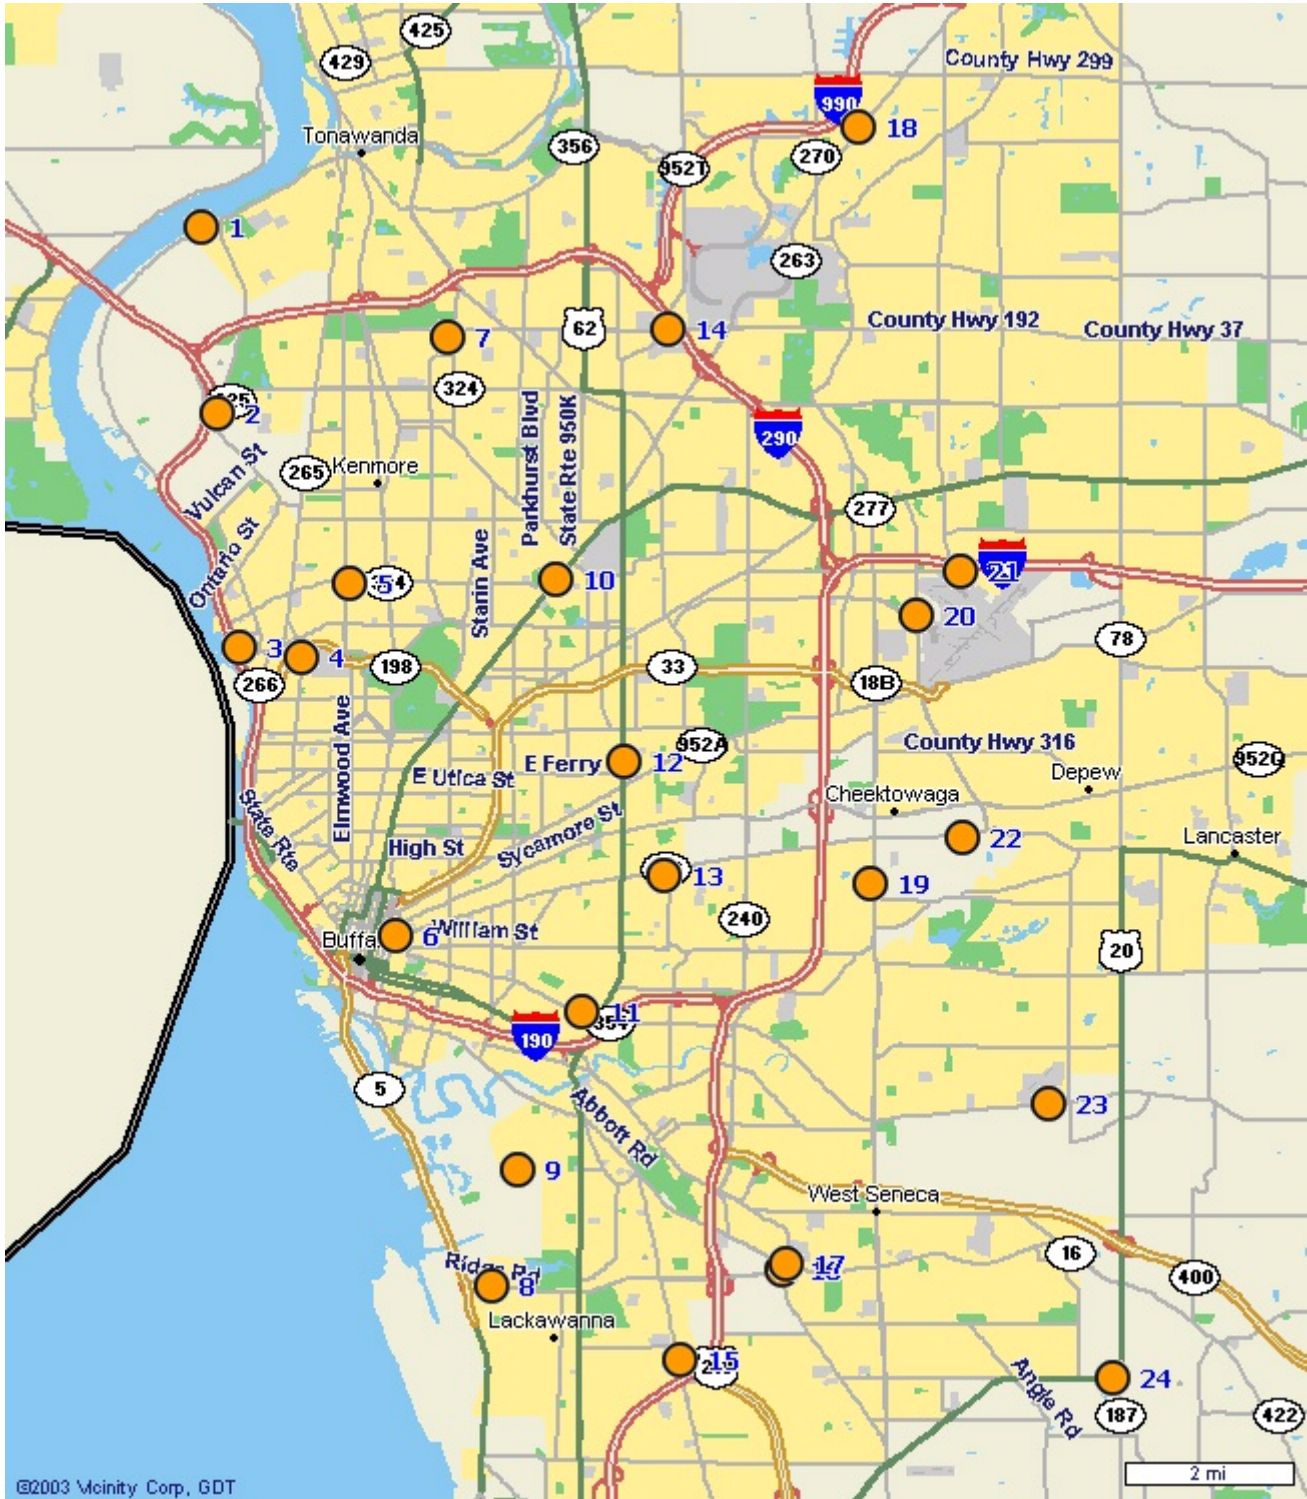 425
County Hwy 299
429
990
18
Tonawanda
356
270
952T
1
263
62
14
County Hwy 192
County Hwy 37
7
324
Parkhurst Blvd
State Rte 950K
2
290
265
Kenmore
Vulcan St
277
Ontario St
Starin Ave
5
10
21
20
3
4
198
33
78
266
18B
Elmwood Ave
952A
County Hwy 316
E Ferry
12
952Q
E Utica St
Depew
Cheektowaga
State Rte
Sycamore St
22
High St
Lancaster
13
19
240
6
William St
20
11
354
190
5
23
Abbott Rd
9
West Seneca
16
17
Ridge Rd
8
400
Lackawanna
15
Angle Rd
24
187
422
2 mi
©2003 Vicinity Corp, GDT